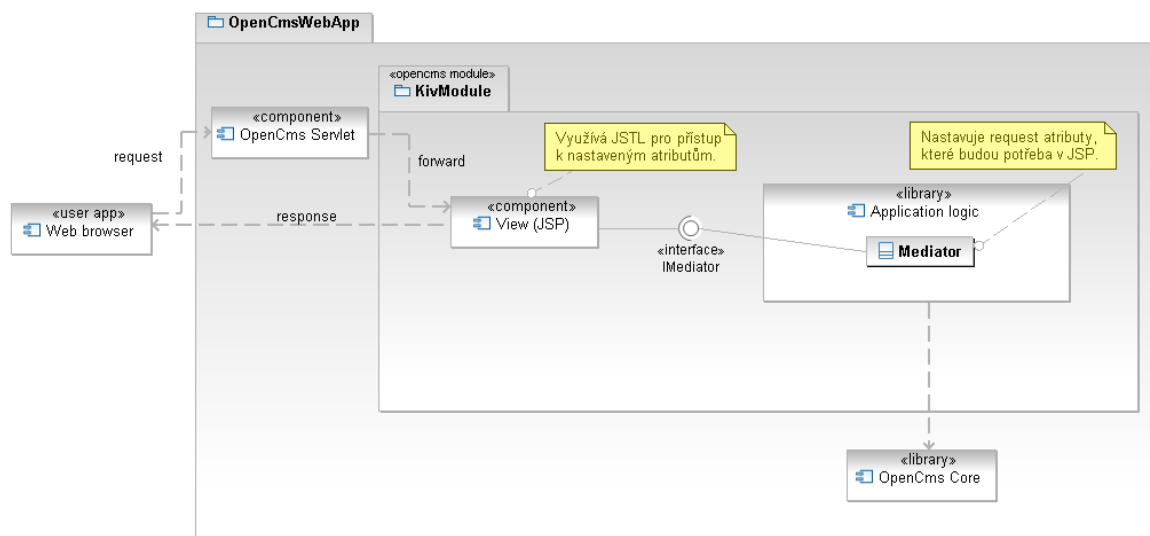 OpenCmsWebApp
«opencms module»
KivModule
«component»
OpenCms Servlet
Využívá JSTL pro přístup
k nastaveným atributům.
Nastavuje request atributy,
které budou potřeba v JSP.
request
forward
«user app»
Web browser
response
«component»
View (JSP)
«interface»
IMediator
«library»
Application logic
Mediator
«library»
OpenCms Core